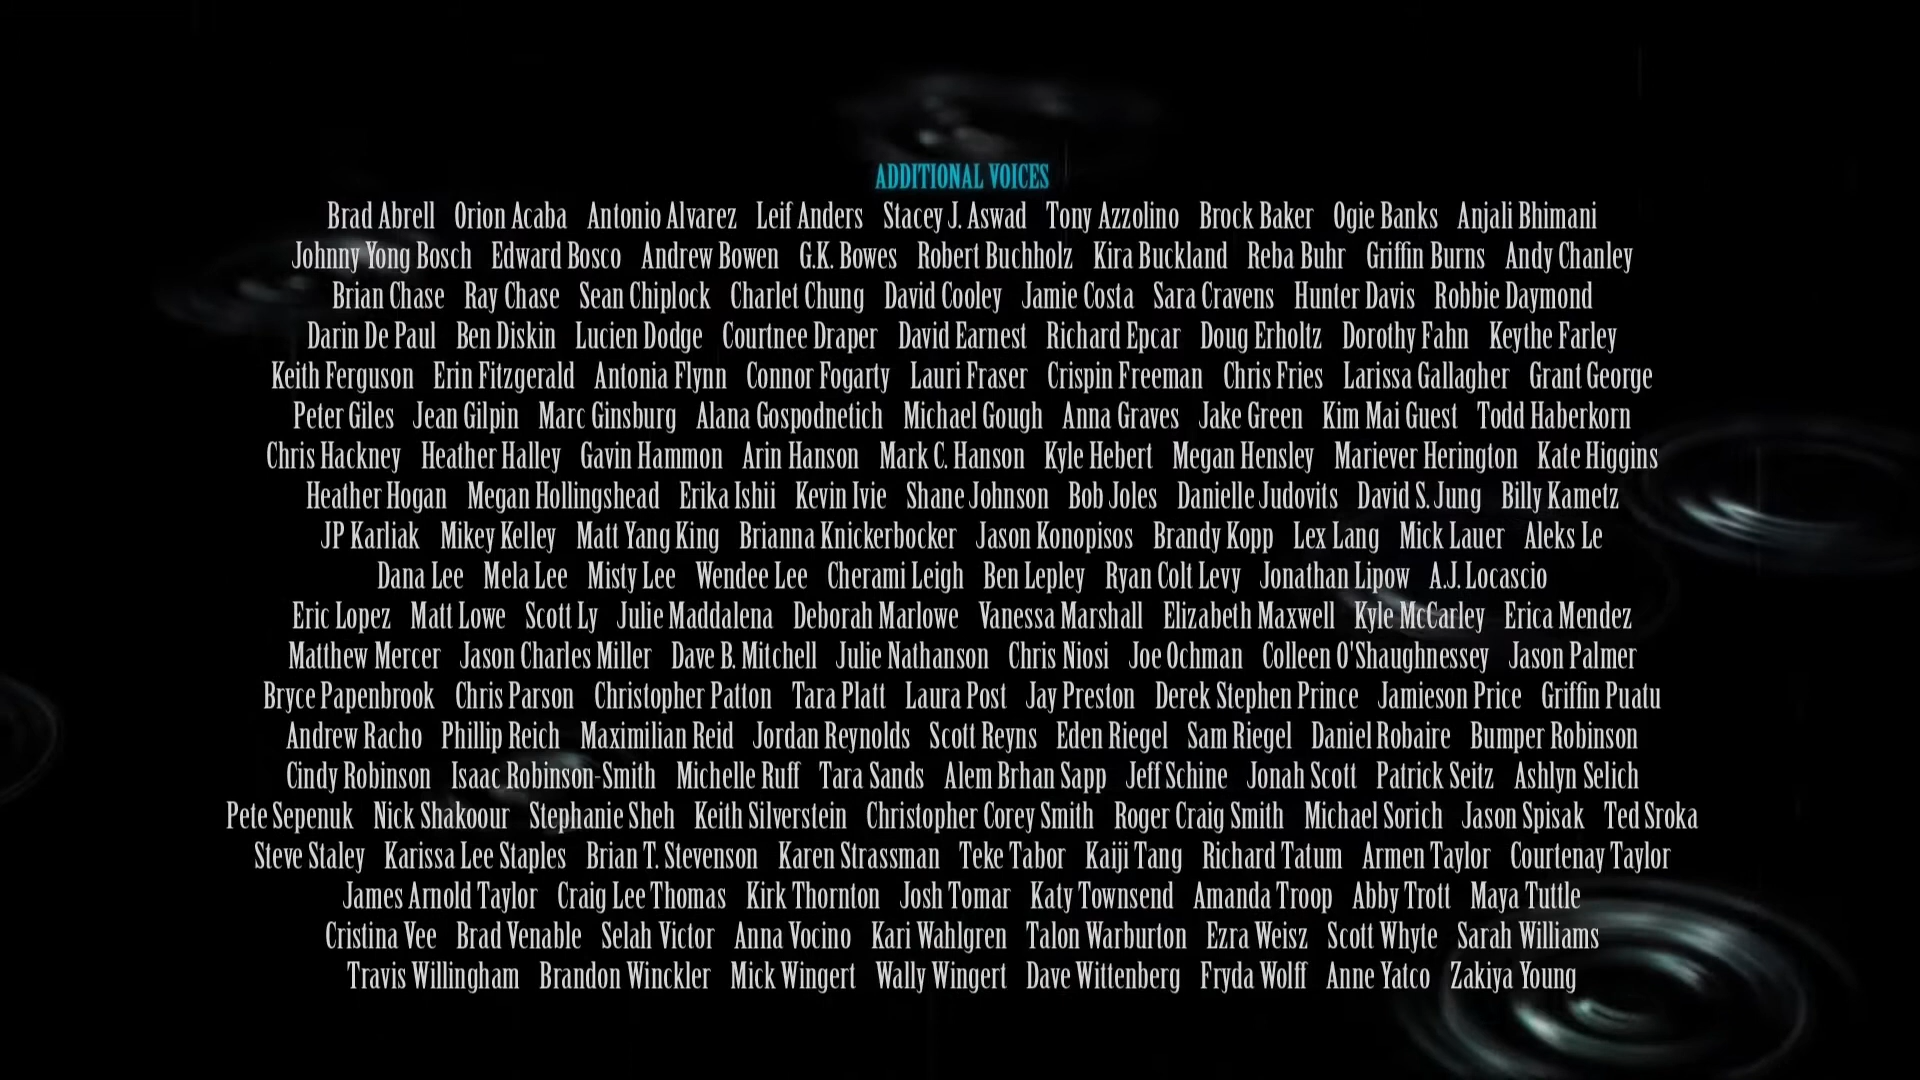 ADDITIONAL VOICES
Brad Abrell Orion Acaba Antonio Alvarez Leif Anders Stacey J. Aswad Tony Azzolino Brock Baker Ogie Banks Anjali Bhimani
Johnny Yong Bosch Edward Bosco Andrew Bowen G.K. Bowes Robert Buchholz Kira Buckland Reba Buhr Griffin Burns Andy Chanley
Brian Chase Ray Chase Sean Chiplock Charlet Chung David Cooley Jamie Costa Sara Cravens Hunter Davis Robbie Daymond
Darin De Paul Ben Diskin Lucien Dodge Courtnee Draper David Earnest Richard Epcar Doug Erholtz Dorothy Fahn Keythe Farley
Keith Ferguson Erin Fitzgerald Antonia Flynn Connor Fogarty Lauri Fraser Crispin Freeman Chris Fries Larissa Gallagher Grant George
Peter Giles Jean Gilpin Marc Ginsburg Alana Gospodnetich Michael Gough Anna Graves Jake Green Kim Mai Guest Todd Haberkorn
Chris Hackney Heather Halley Gavin Hammon Arin Hanson Mark C. Hanson Kyle Hebert Megan Hensley Mariever Herington Kate Higgins
Heather Hogan Megan Hollingshead Erika Ishii Kevin Ivie Shane Johnson Bob Joles Danielle Judovits David S. Jung Billy Kametz
JP Karliak Mikey Kelley Matt Yang King Brianna Knickerbocker Jason Konopisos Brandy Kopp Lex Lang Mick Lauer Aleks Le
Dana Lee Mela Lee Misty Lee Wendee Lee Cherami Leigh Ben Lepley Ryan Colt Levy Jonathan Lipow A.J. Locascio
Eric Lopez Matt Lowe Scott Ly Julie Maddalena Deborah Marlowe Vanessa Marshall Elizabeth Maxwell Kyle McCarley Erica Mendez
Matthew Mercer Jason Charles Miller Dave B. Mitchell Julie Nathanson Chris Niosi Joe Ochman Colleen O'Shaughnessey Jason Palmer
Bryce Papenbrook Chris Parson Christopher Patton Tara Platt Laura Post Jay Preston Derek Stephen Prince Jamieson Price Griffin Puatu
Andrew Racho Phillip Reich Maximilian Reid Jordan Reynolds Scott Reyns Eden Riegel Sam Riegel Daniel Robaire Bumper Robinson
Cindy Robinson Isaac Robinson-Smith Michelle Ruff Tara Sands Alem Brhan Sapp Jeff Schine Jonah Scott Patrick Seitz Ashlyn Selich
Pete Sepenuk Nick Shakoour Stephanie Sheh Keith Silverstein Christopher Corey Smith Roger Craig Smith Michael Sorich Jason Spisak Ted Sroka
Steve Staley Karissa Lee Staples Brian T. Stevenson Karen Strassman Teke Tabor Kaiji Tang Richard Tatum Armen Taylor Courtenay Taylor
James Arnold Taylor Craig Lee Thomas Kirk Thornton Josh Tomar Katy Townsend Amanda Troop Abby Trott Maya Tuttle
Cristina Vee Brad Venable Selah Victor Anna Vocino Kari Wahlgren Talon Warburton Ezra Weisz Scott Whyte Sarah Williams
Travis Willingham Brandon Winckler Mick Wingert Wally Wingert Dave Wittenberg Fryda Wolff Anne Yatco Zakiya Young